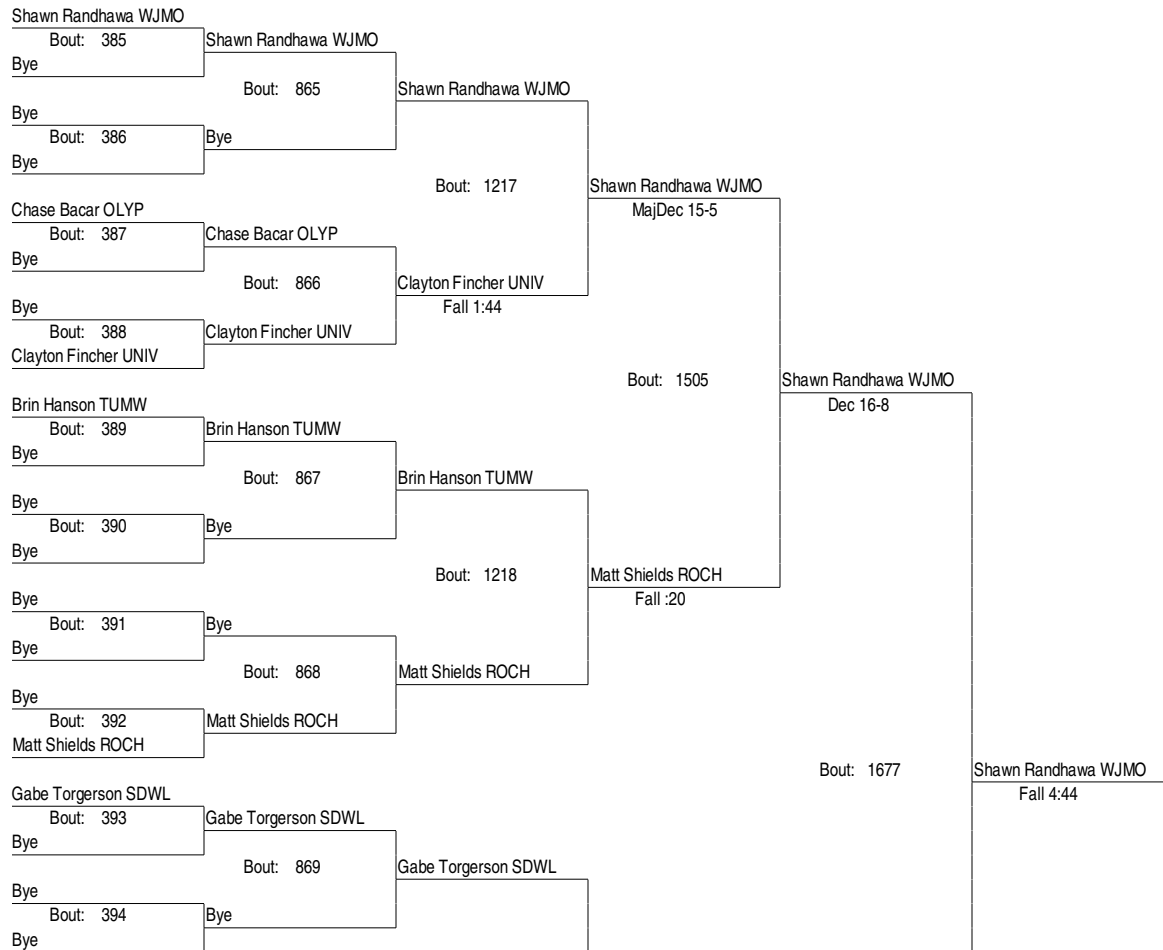 Shawn Randhawa WJMO
Bout: 385
Shawn Randhawa WJMO
Bye
Bout: 865
Shawn Randhawa WJMO
Bye
Bout: 386
Bye
Bye
Bout: 1217
Shawn Randhawa WJMO
MajDec 15-5
Chase Bacar OLYP
Bout: 387
Chase Bacar OLYP
Bye
Bout: 866
Clayton Fincher UNIV
Fall 1:44
Bye
Bout: 388
Clayton Fincher UNIV
Clayton Fincher UNIV
Bout: 1505
Shawn Randhawa WJMO
Dec 16-8
Brin Hanson TUMW
Bout: 389
Brin Hanson TUMW
Bye
Bout: 867
Brin Hanson TUMW
Bye
Bout: 390
Bye
Bye
Bout: 1218
Matt Shields ROCH
Fall :20
Bye
Bout: 391
Bye
Bye
Bout: 868
Matt Shields ROCH
Bye
Bout: 392
Matt Shields ROCH
Matt Shields ROCH
Bout: 1677
Shawn Randhawa WJMO
Fall 4:44
Gabe Torgerson SDWL
Bout: 393
Gabe Torgerson SDWL
Bye
Bout: 869
Gabe Torgerson SDWL
Bye
Bout: 394
Bye
Bye